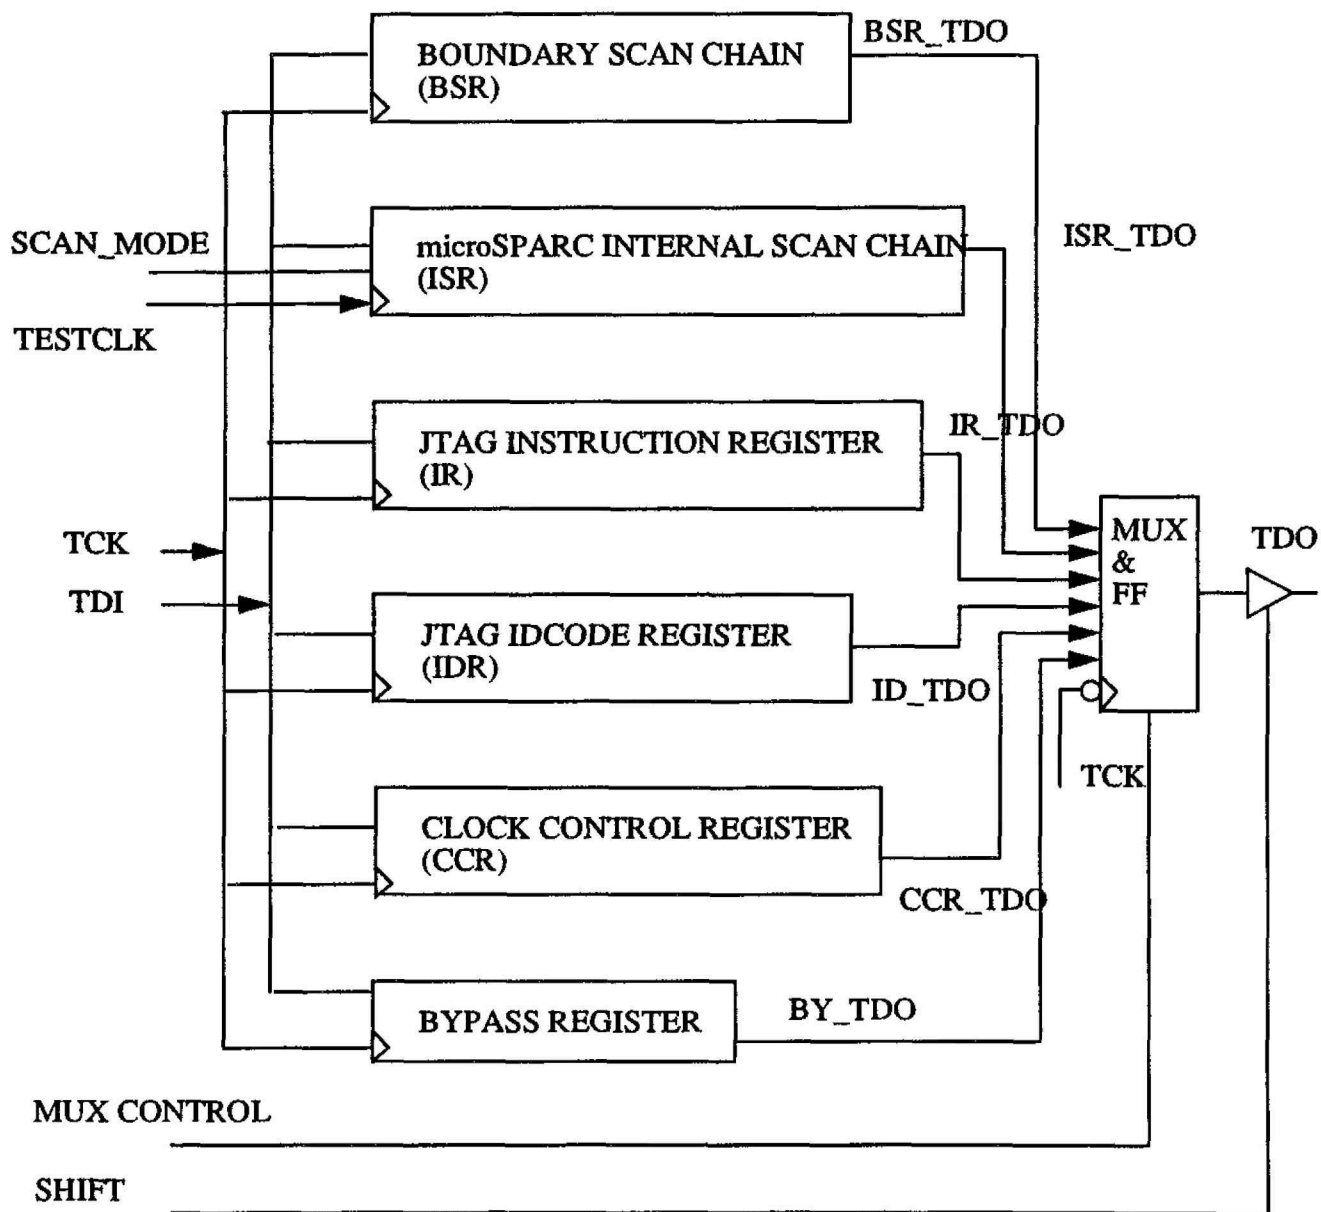 BSR_TDO
BOUNDARY SCAN CHAIN
(BSR)
SCAN_MODE
microSPARC INTERNAL SCAN CHAIN
(ISR)
ISR_TDO
TESTCLK
JTAG INSTRUCTION REGISTER
(IR)
IR_TDO
TCK
TDI
MUX
&
FF
TDO
JTAG IDCODE REGISTER
(IDR)
ID_TDO
TCK
CLOCK CONTROL REGISTER
(CCR)
CCR_TDO
BYPASS REGISTER
BY_TDO
MUX CONTROL
SHIFT